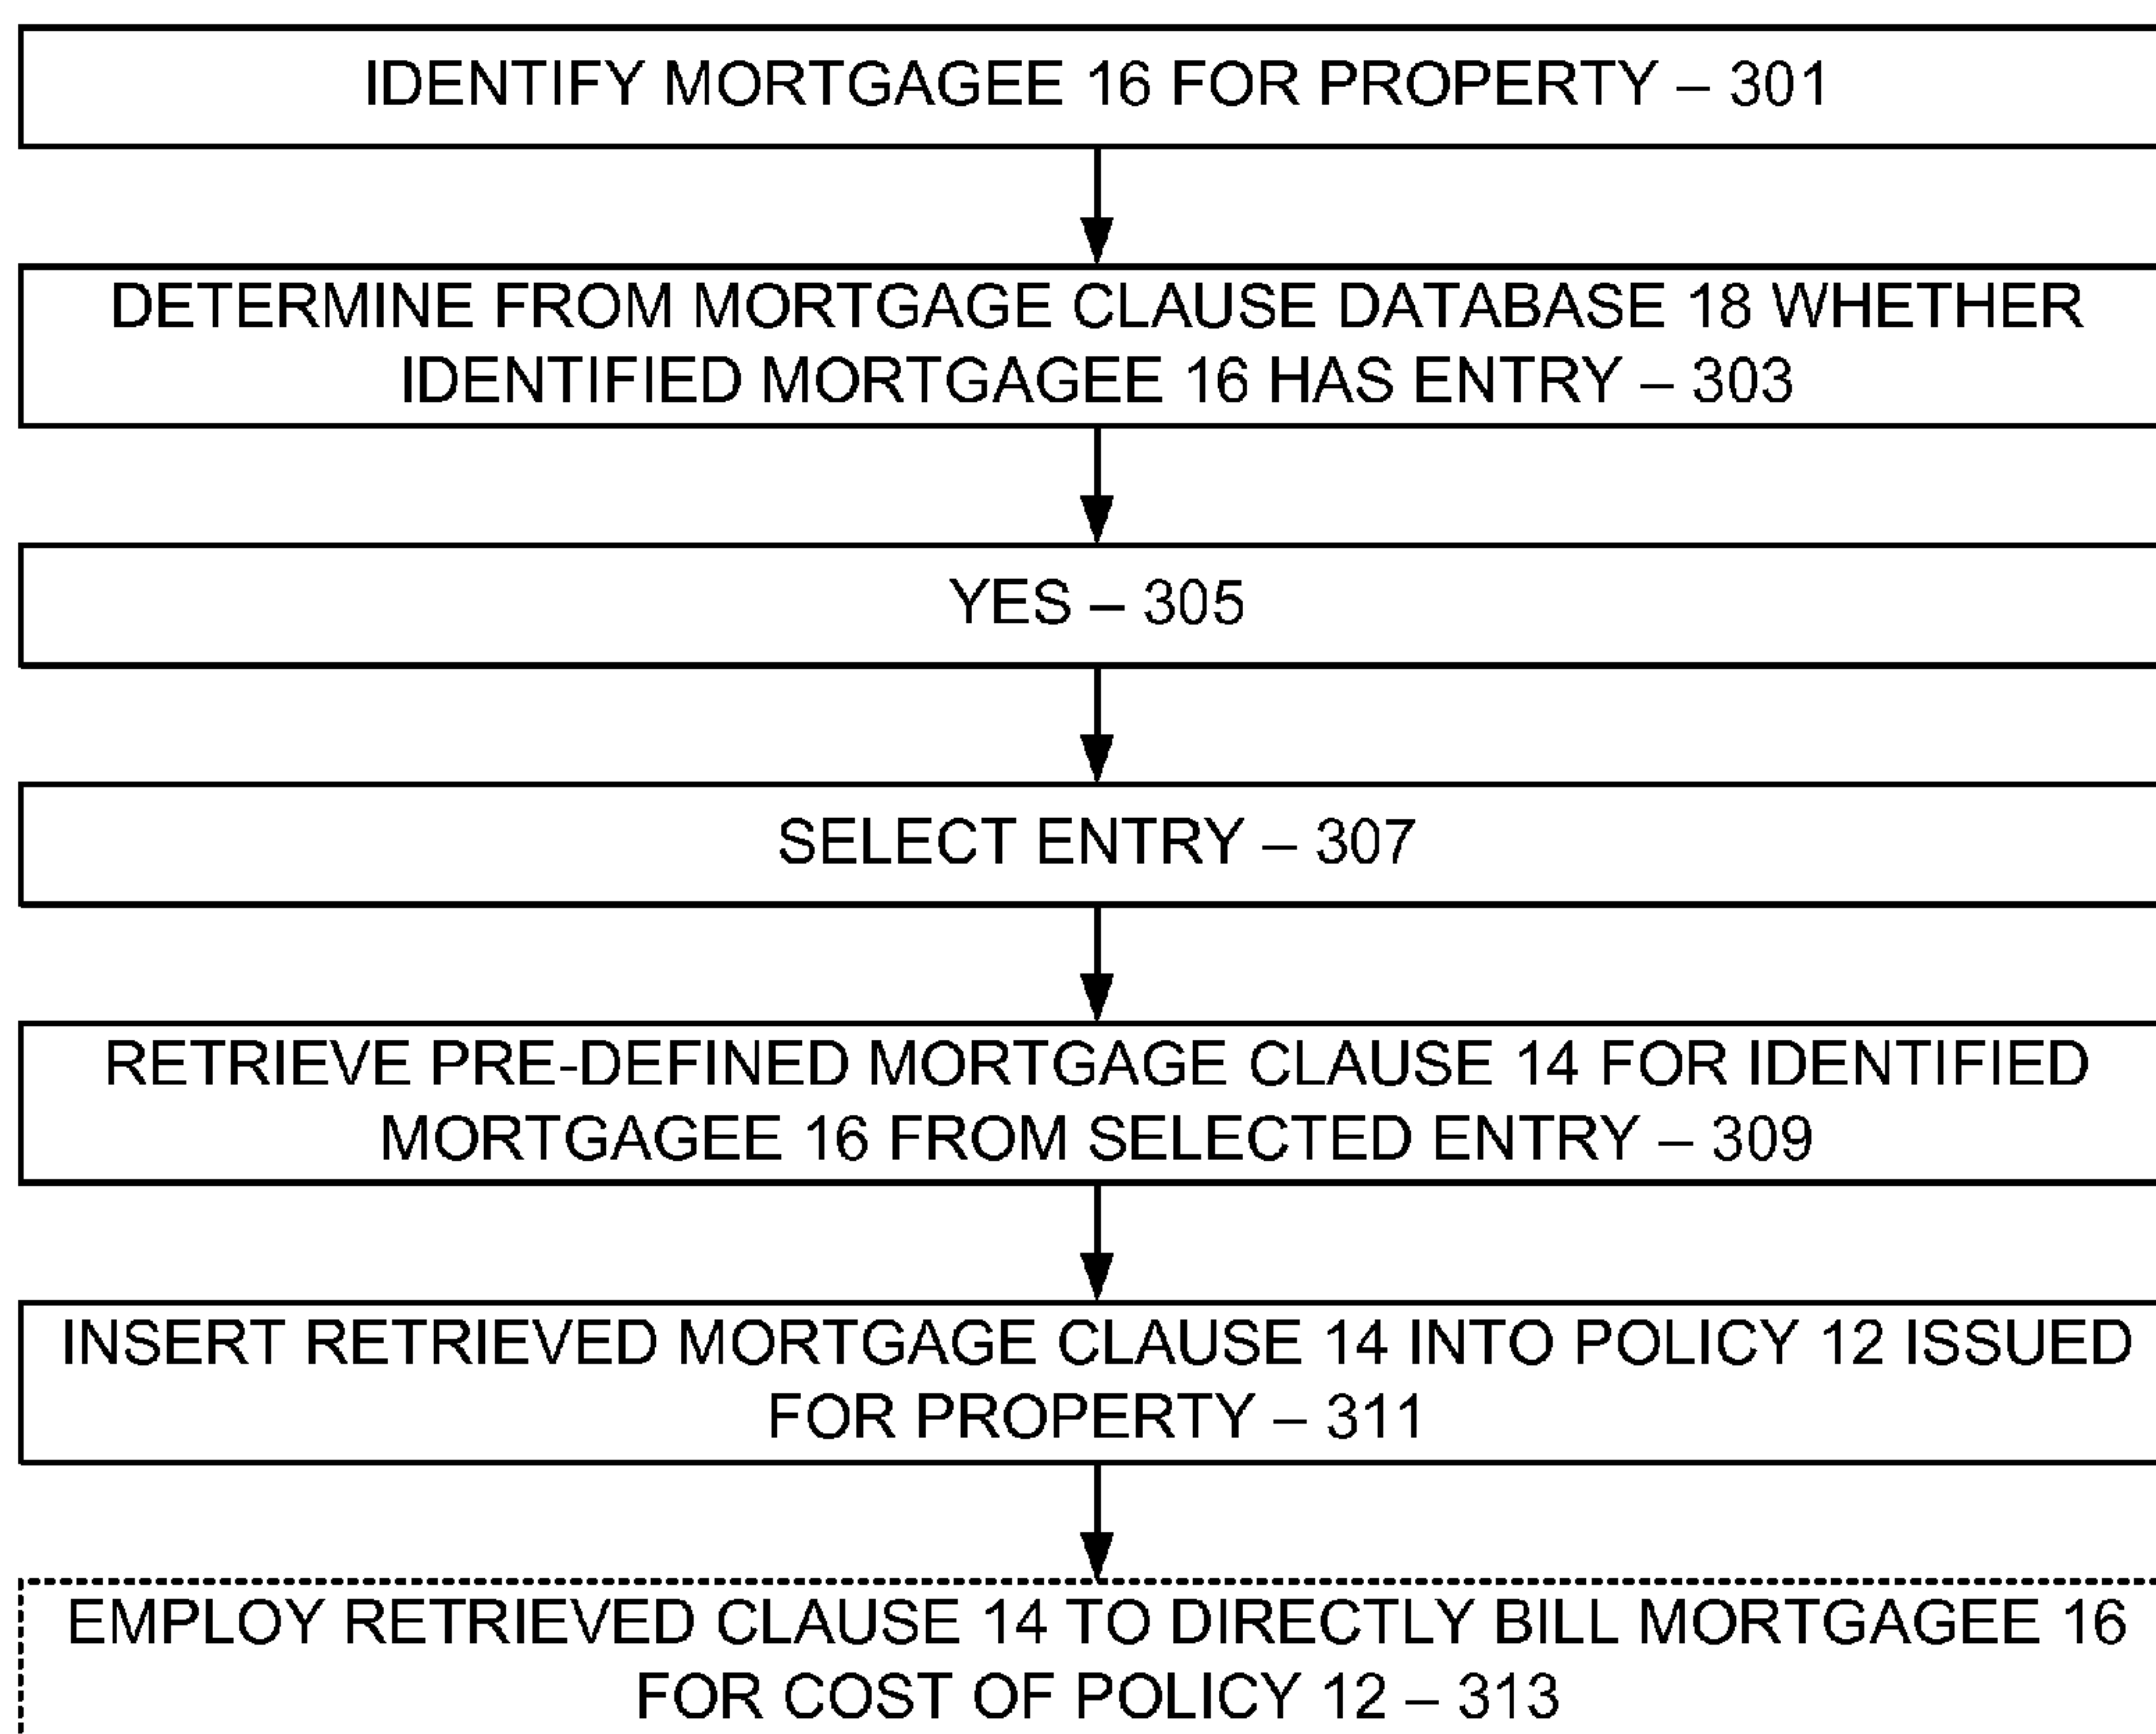 IDENTIFY MORTGAGEE 16 FOR PROPERTY – 301
DETERMINE FROM MORTGAGE CLAUSE DATABASE 18 WHETHER
IDENTIFIED MORTGAGEE 16 HAS ENTRY – 303
YES – 305
SELECT ENTRY – 307
RETRIEVE PRE-DEFINED MORTGAGE CLAUSE 14 FOR IDENTIFIED
MORTGAGEE 16 FROM SELECTED ENTRY – 309
INSERT RETRIEVED MORTGAGE CLAUSE 14 INTO POLICY 12 ISSUED
FOR PROPERTY – 311
EMPLOY RETRIEVED CLAUSE 14 TO DIRECTLY BILL MORTGAGEE 16
FOR COST OF POLICY 12 – 313